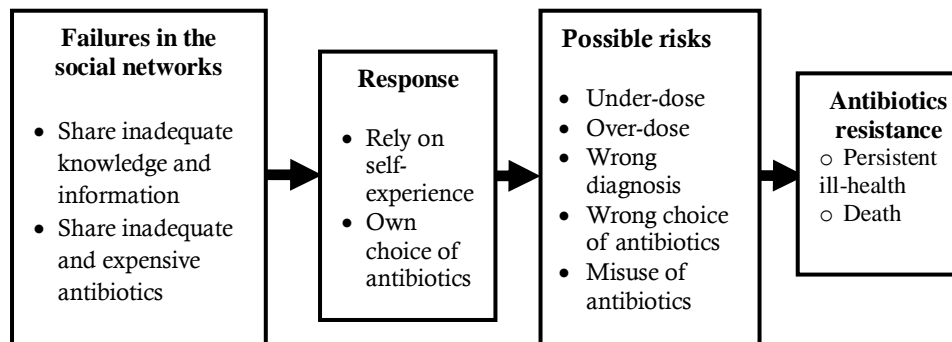 Failures in the
social networks
• Share inadequate
knowledge and
information
• Share inadequate
and expensive
antibiotics
Response
• Rely on
self-
experience
• Own
choice of
antibiotics
Possible risks
• Under-dose
• Over-dose
• Wrong
diagnosis
• Wrong choice
of antibiotics
• Misuse of
antibiotics
Antibiotics
resistance
○ Persistent
ill-health
○ Death